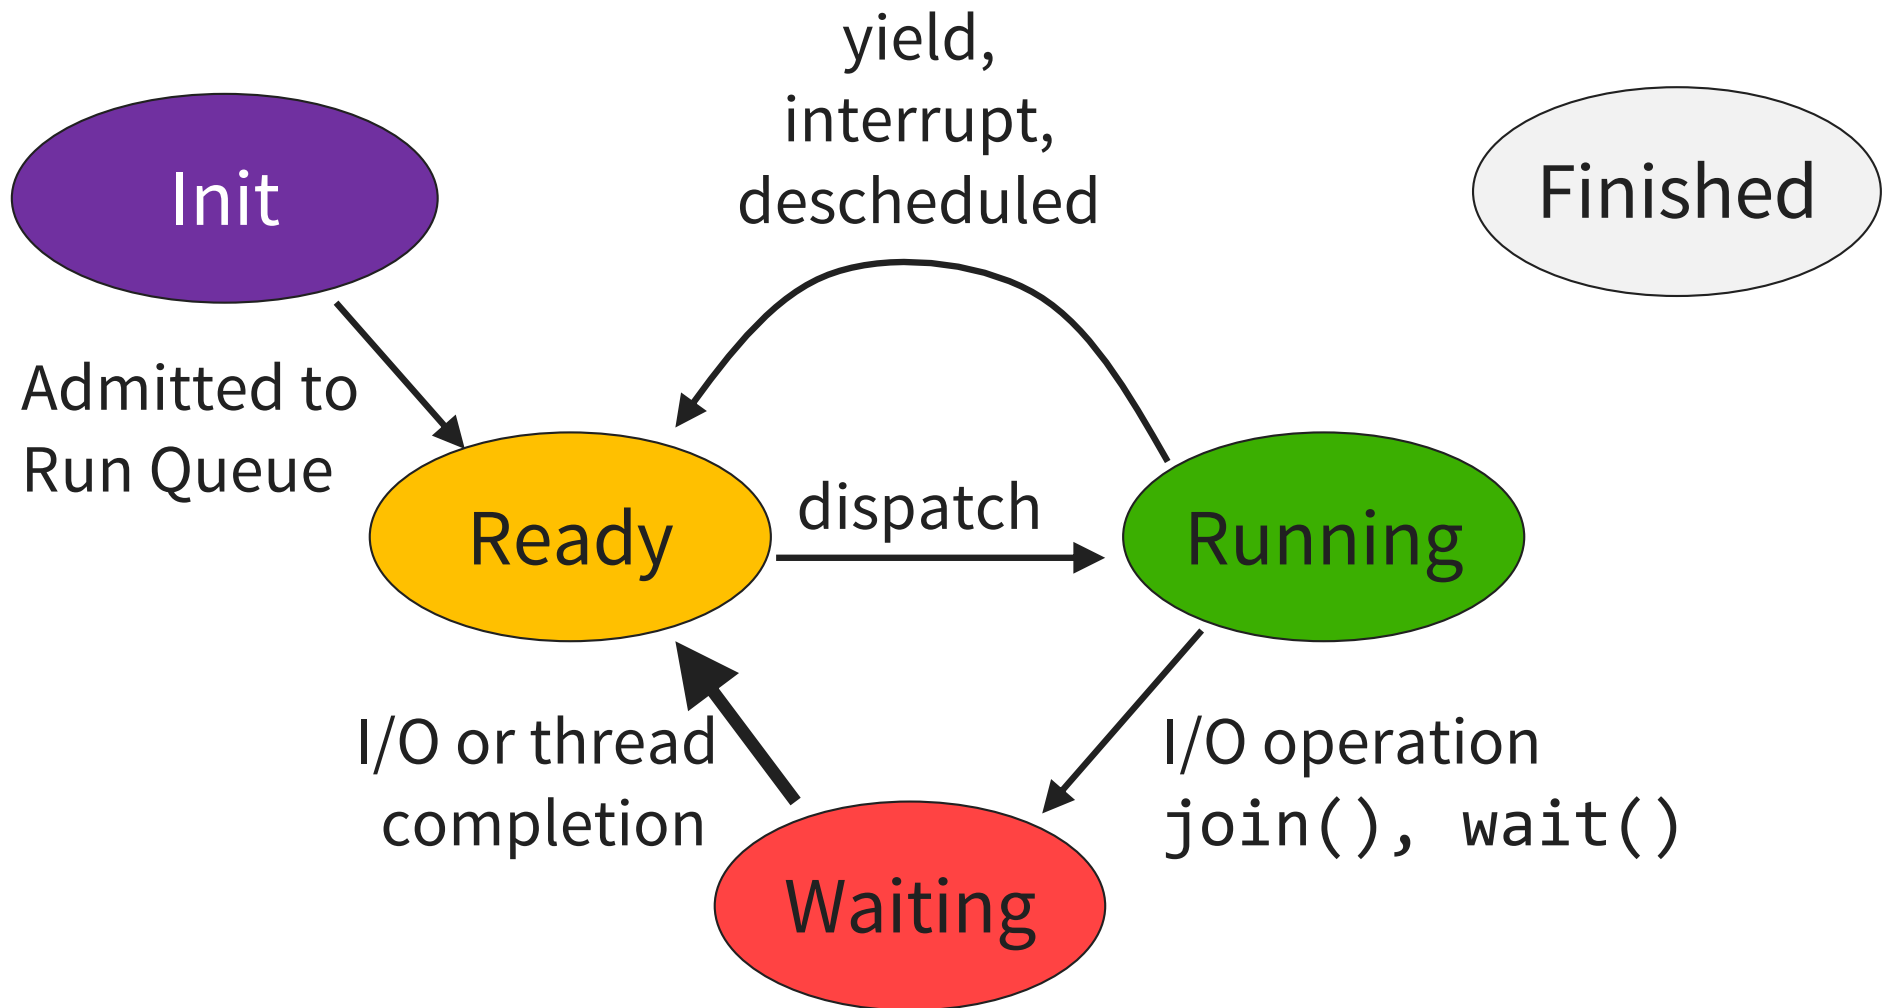 yield,
interrupt,
descheduled
Init
Finished
Admitted to
Run Queue
dispatch
Ready
Running
I/O or thread
completion
I/O operation
join(), wait()
Waiting